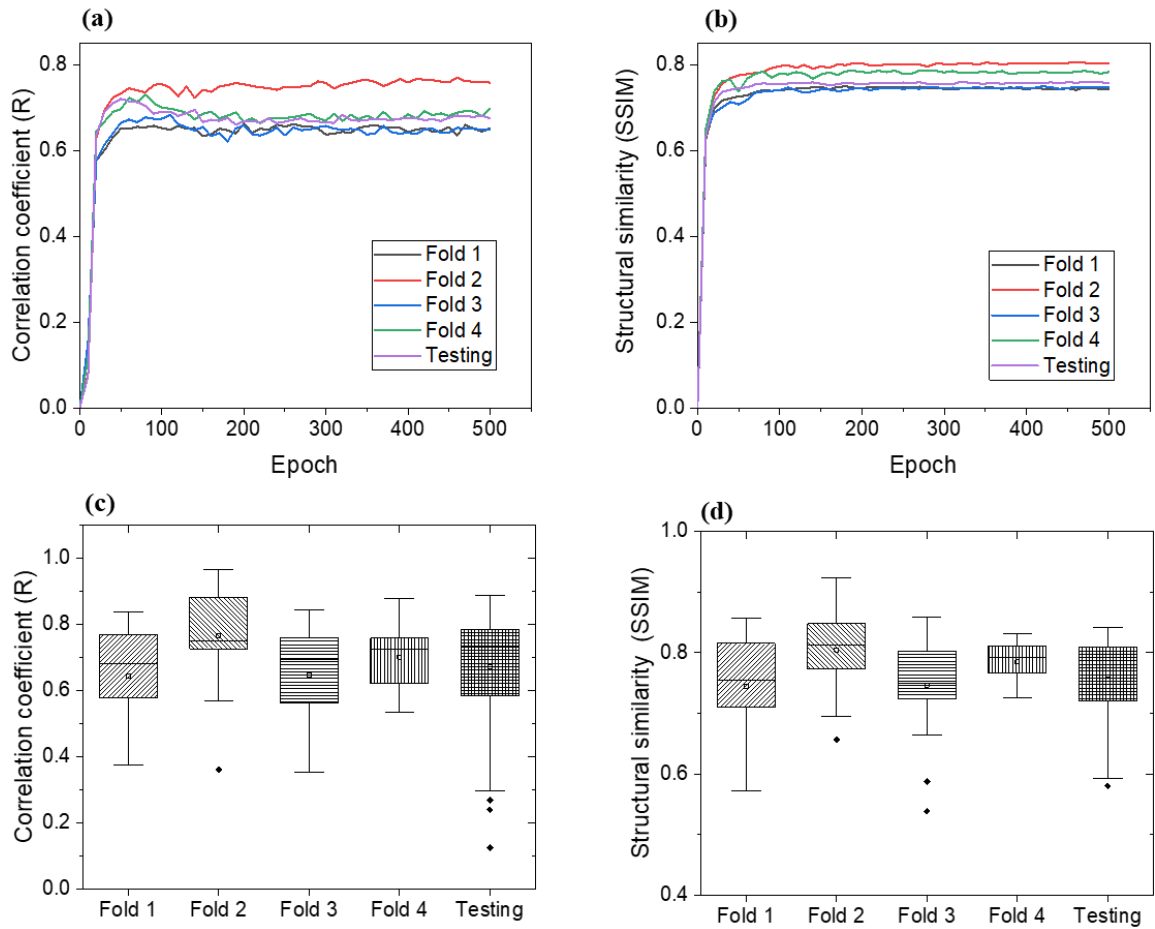 (a)
Correlation coefficient (R)
0.8
0.6
0.4
0.2
0.0
0
100
200
300
400
500
Epoch
Fold 1
Fold 2
Fold 3
Fold 4
Testing
(b)
Structural similarity (SSIM)
0.8
0.6
0.4
0.2
0.0
0
100
200
300
400
500
Epoch
Fold 1
Fold 2
Fold 3
Fold 4
Testing
(c)
Correlation coefficient (R)
1.0
0.8
0.6
0.4
0.2
0.0
Fold 1
Fold 2
Fold 3
Fold 4
Testing
(d)
Structural similarity (SSIM)
1.0
0.8
0.6
0.4
Fold 1
Fold 2
Fold 3
Fold 4
Testing